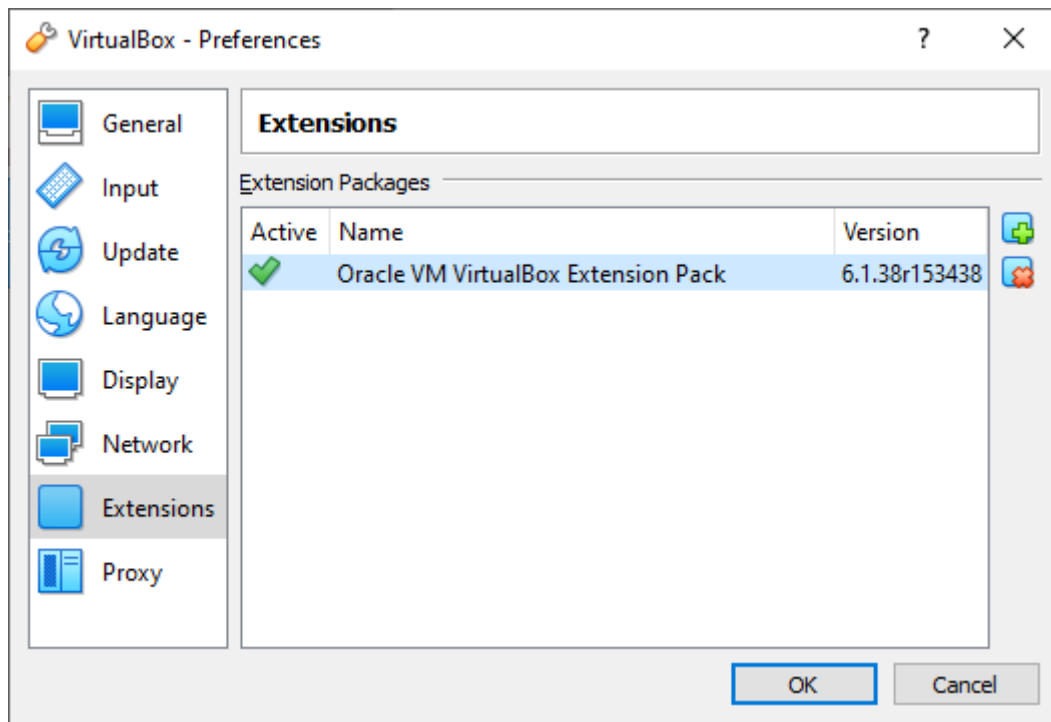 VirtualBox - Preferences
?
General
Input
Update
Language
Display
Network
Extensions
Proxy
Extensions
Extension Packages
Active Name Version
Oracle VM VirtualBox Extension Pack 6.1.38r153438
OK Cancel